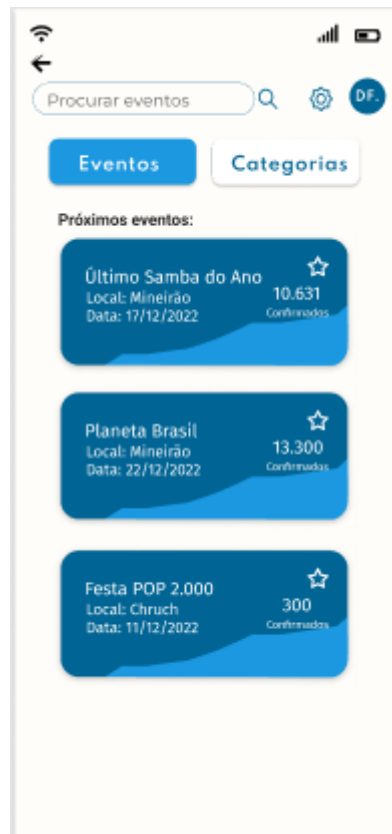 Procurar eventos
DF.
Eventos
Categorias
Próximos eventos:
Último Samba do Ano
Local: Mineirão
Data: 17/12/2022
10.631
Confirmados
Planeta Brasil
Local: Mineirão
Data: 22/12/2022
13.300
Confirmados
Festa POP 2.000
Local: Chruch
Data: 11/12/2022
300
Confirmados